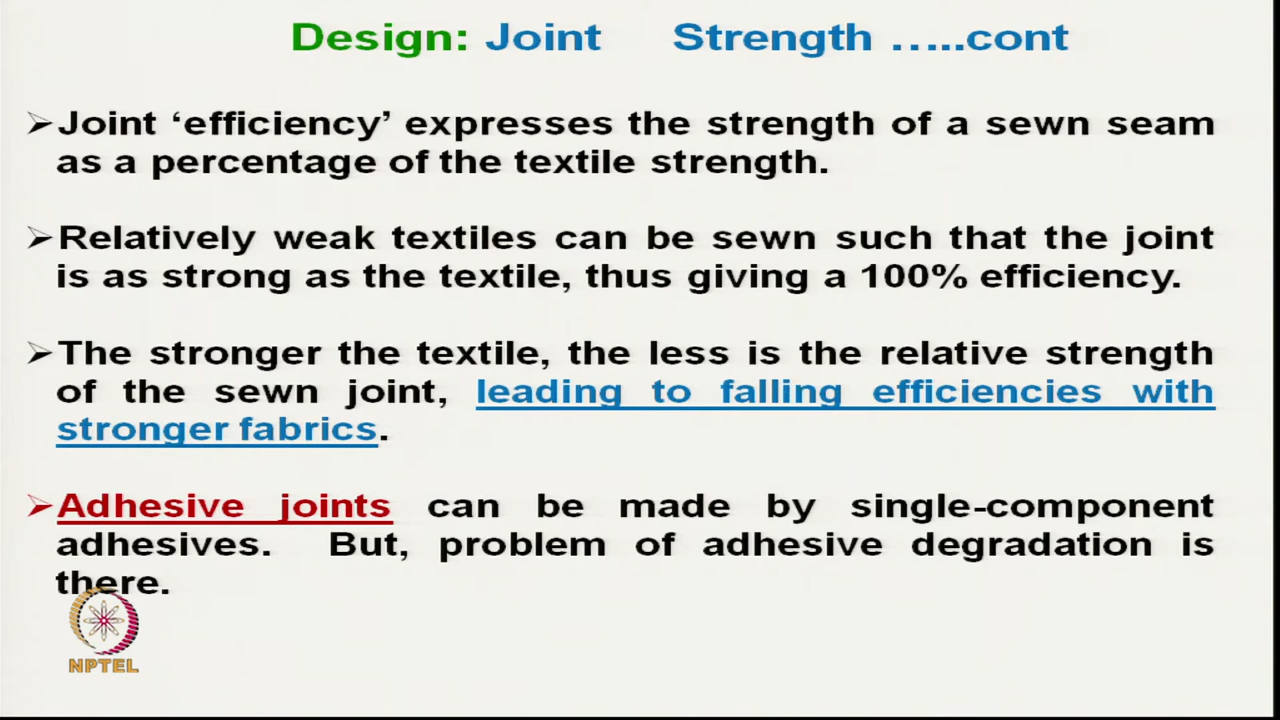 Design: Joint Strength …..cont
➢Joint ‘efficiency’ expresses the strength of a sewn seam
as a percentage of the textile strength.
➢Relatively weak textiles can be sewn such that the joint
is as strong as the textile, thus giving a 100% efficiency.
➢The stronger the textile, the less is the relative strength
of the sewn joint, leading to falling efficiencies with
stronger fabrics.
➢Adhesive joints can be made by single-component
adhesives. But, problem of adhesive degradation is
there.
NPTEL